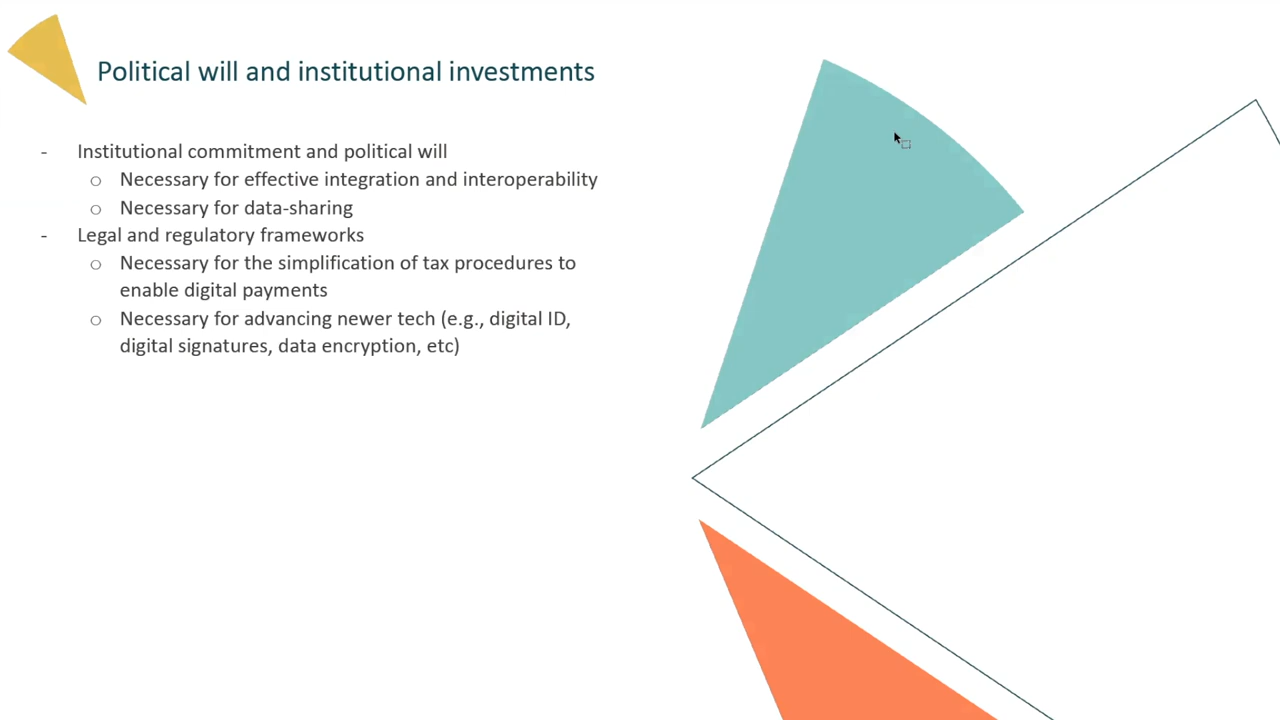 Political will and institutional investments
- Institutional commitment and political will
○ Necessary for effective integration and interoperability
○ Necessary for data-sharing
- Legal and regulatory frameworks
○ Necessary for the simplification of tax procedures to
enable digital payments
○ Necessary for advancing newer tech (e.g., digital ID,
digital signatures, data encryption, etc)